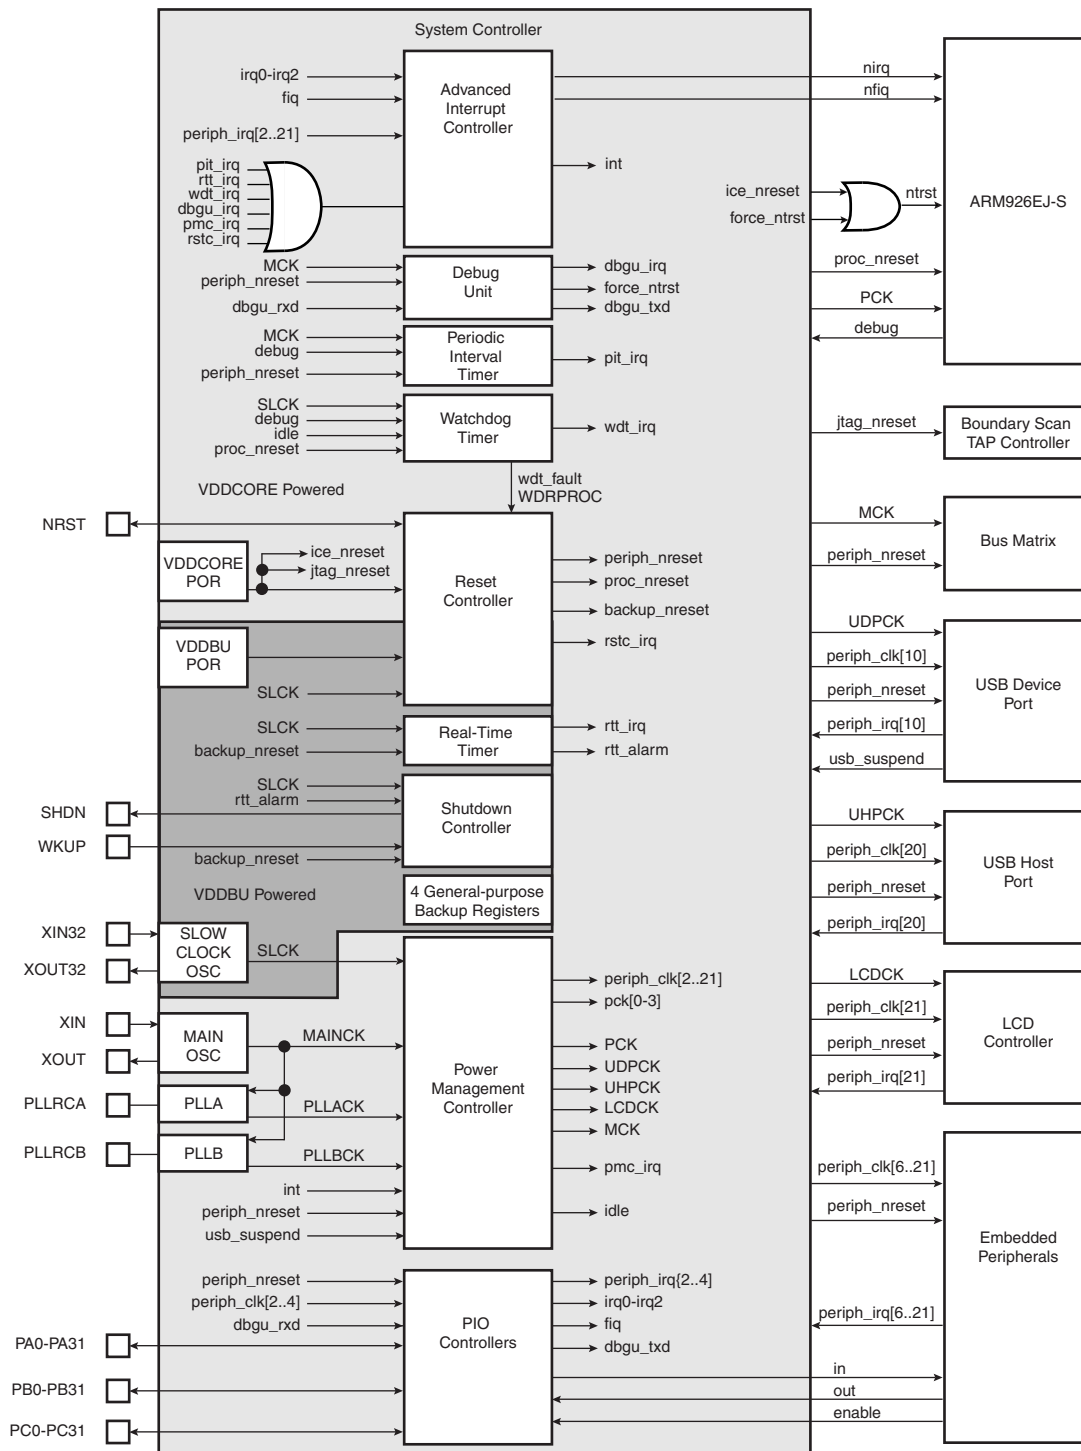 System Controller
irq0-irq2
fiq
periph_irq[2..21]
pit_irq
rtt_irq
wdt_irq
dbgu_irq
pmc_irq
rstc_irq
Advanced
Interrupt
Controller
int
nirq
nfiq
ice_nreset
force_ntrst
ntrst
ARM926EJ-S
proc_nreset
PCK
debug
MCK
periph_nreset
dbgu_rxd
Debug
Unit
dbgu_irq
force_ntrst
dbgu_txd
MCK
debug
periph_nreset
Periodic
Interval
Timer
pit_irq
SLCK
debug
idle
proc_nreset
Watchdog
Timer
wdt_irq
jtag_nreset
Boundary Scan
TAP Controller
wdt_fault
WDRPROC
VDDCORE Powered
NRST
VDDCORE
POR
ice_nreset
jtag_nreset
Reset
Controller
periph_nreset
proc_nreset
backup_nreset
rstc_irq
MCK
periph_nreset
Bus Matrix
VDDBU
POR
SLCK
UDPCK
periph_clk[10]
periph_nreset
periph_irq[10]
usb_suspend
USB Device
Port
SLCK
backup_nreset
Real-Time
Timer
rtt_irq
rtt_alarm
SLCK
rtt_alarm
SHDN
WKUP
backup_nreset
Shutdown
Controller
UHPCK
periph_clk[20]
periph_nreset
periph_irq[20]
USB Host
Port
VDDBU Powered
4 General-purpose
Backup Registers
XIN32
XOUT32
SLOW
CLOCK
OSC
SLCK
XIN
XOUT
MAIN
OSC
MAINCK
PLLRCA
PLLA
PLLACK
PLLRCB
PLLB
PLLBCK
int
periph_nreset
usb_suspend
Power
Management
Controller
periph_clk[2..21]
pck[0-3]
PCK
UDPCK
UHPCK
LCDCK
MCK
pmc_irq
idle
LCDCK
periph_clk[21]
periph_nreset
periph_irq[21]
LCD
Controller
periph_clk[6..21]
periph_nreset
periph_irq[6..21]
in
out
enable
Embedded
Peripherals
periph_nreset
periph_clk[2..4]
dbgu_rxd
PA0-PA31
PB0-PB31
PC0-PC31
PIO
Controllers
periph_irq{2..4]
irq0-irq2
fiq
dbgu_txd